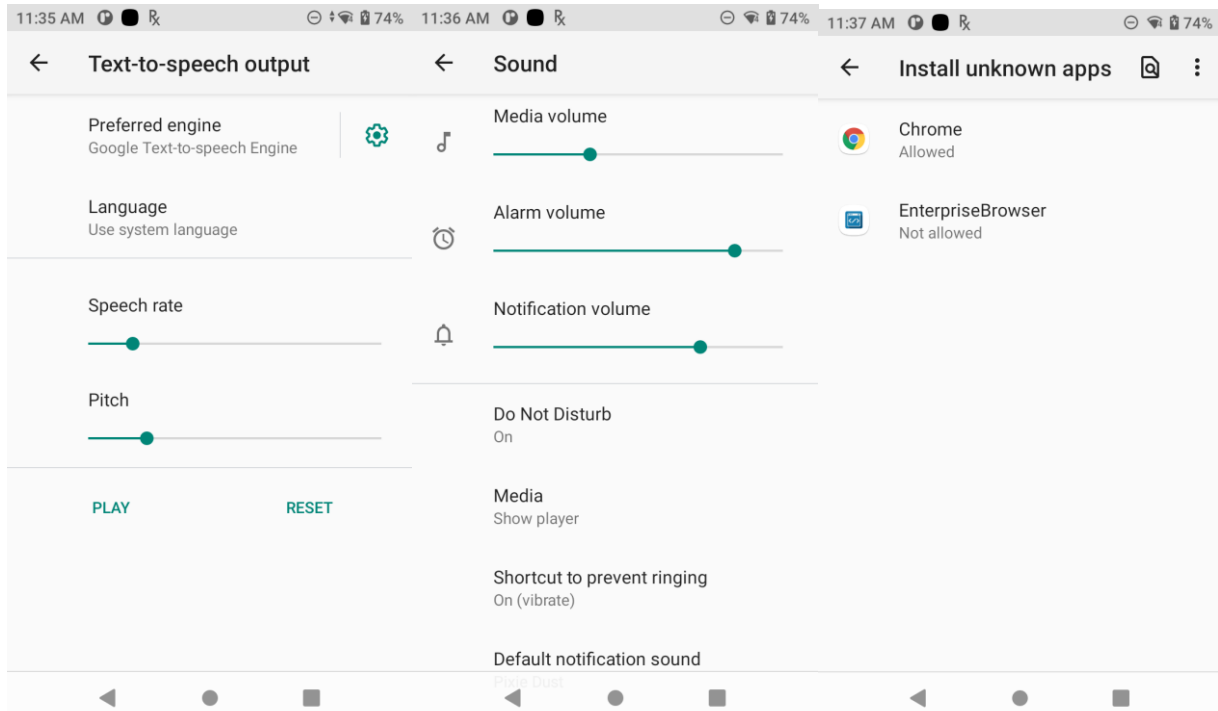 11:35 AM ℞ 74%
Text-to-speech output
Preferred engine
Google Text-to-speech Engine
Language
Use system language
Speech rate
Pitch
PLAY RESET
11:36 AM ℞ 74%
Sound
Media volume
Alarm volume
Notification volume
Do Not Disturb
On
Media
Show player
Shortcut to prevent ringing
On (vibrate)
Default notification sound
Pixie Dust
11:37 AM ℞ 74%
Install unknown apps
Chrome
Allowed
EnterpriseBrowser
Not allowed